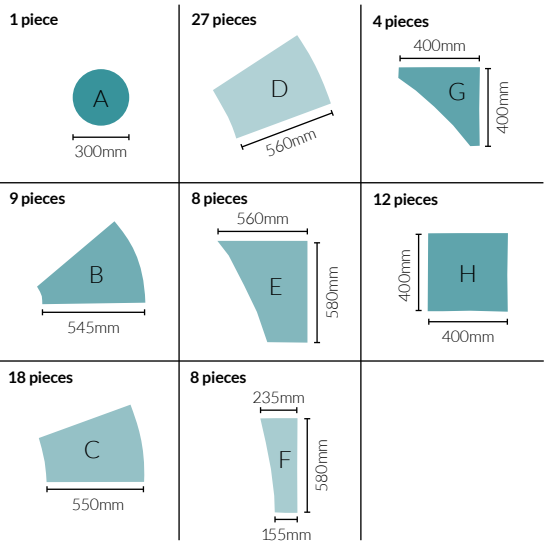 1 piece
A
300mm
27 pieces
D
560mm
4 pieces
400mm
G
400mm
9 pieces
B
545mm
8 pieces
560mm
E
580mm
12 pieces
400mm
H
400mm
18 pieces
C
550mm
8 pieces
235mm
F
580mm
155mm